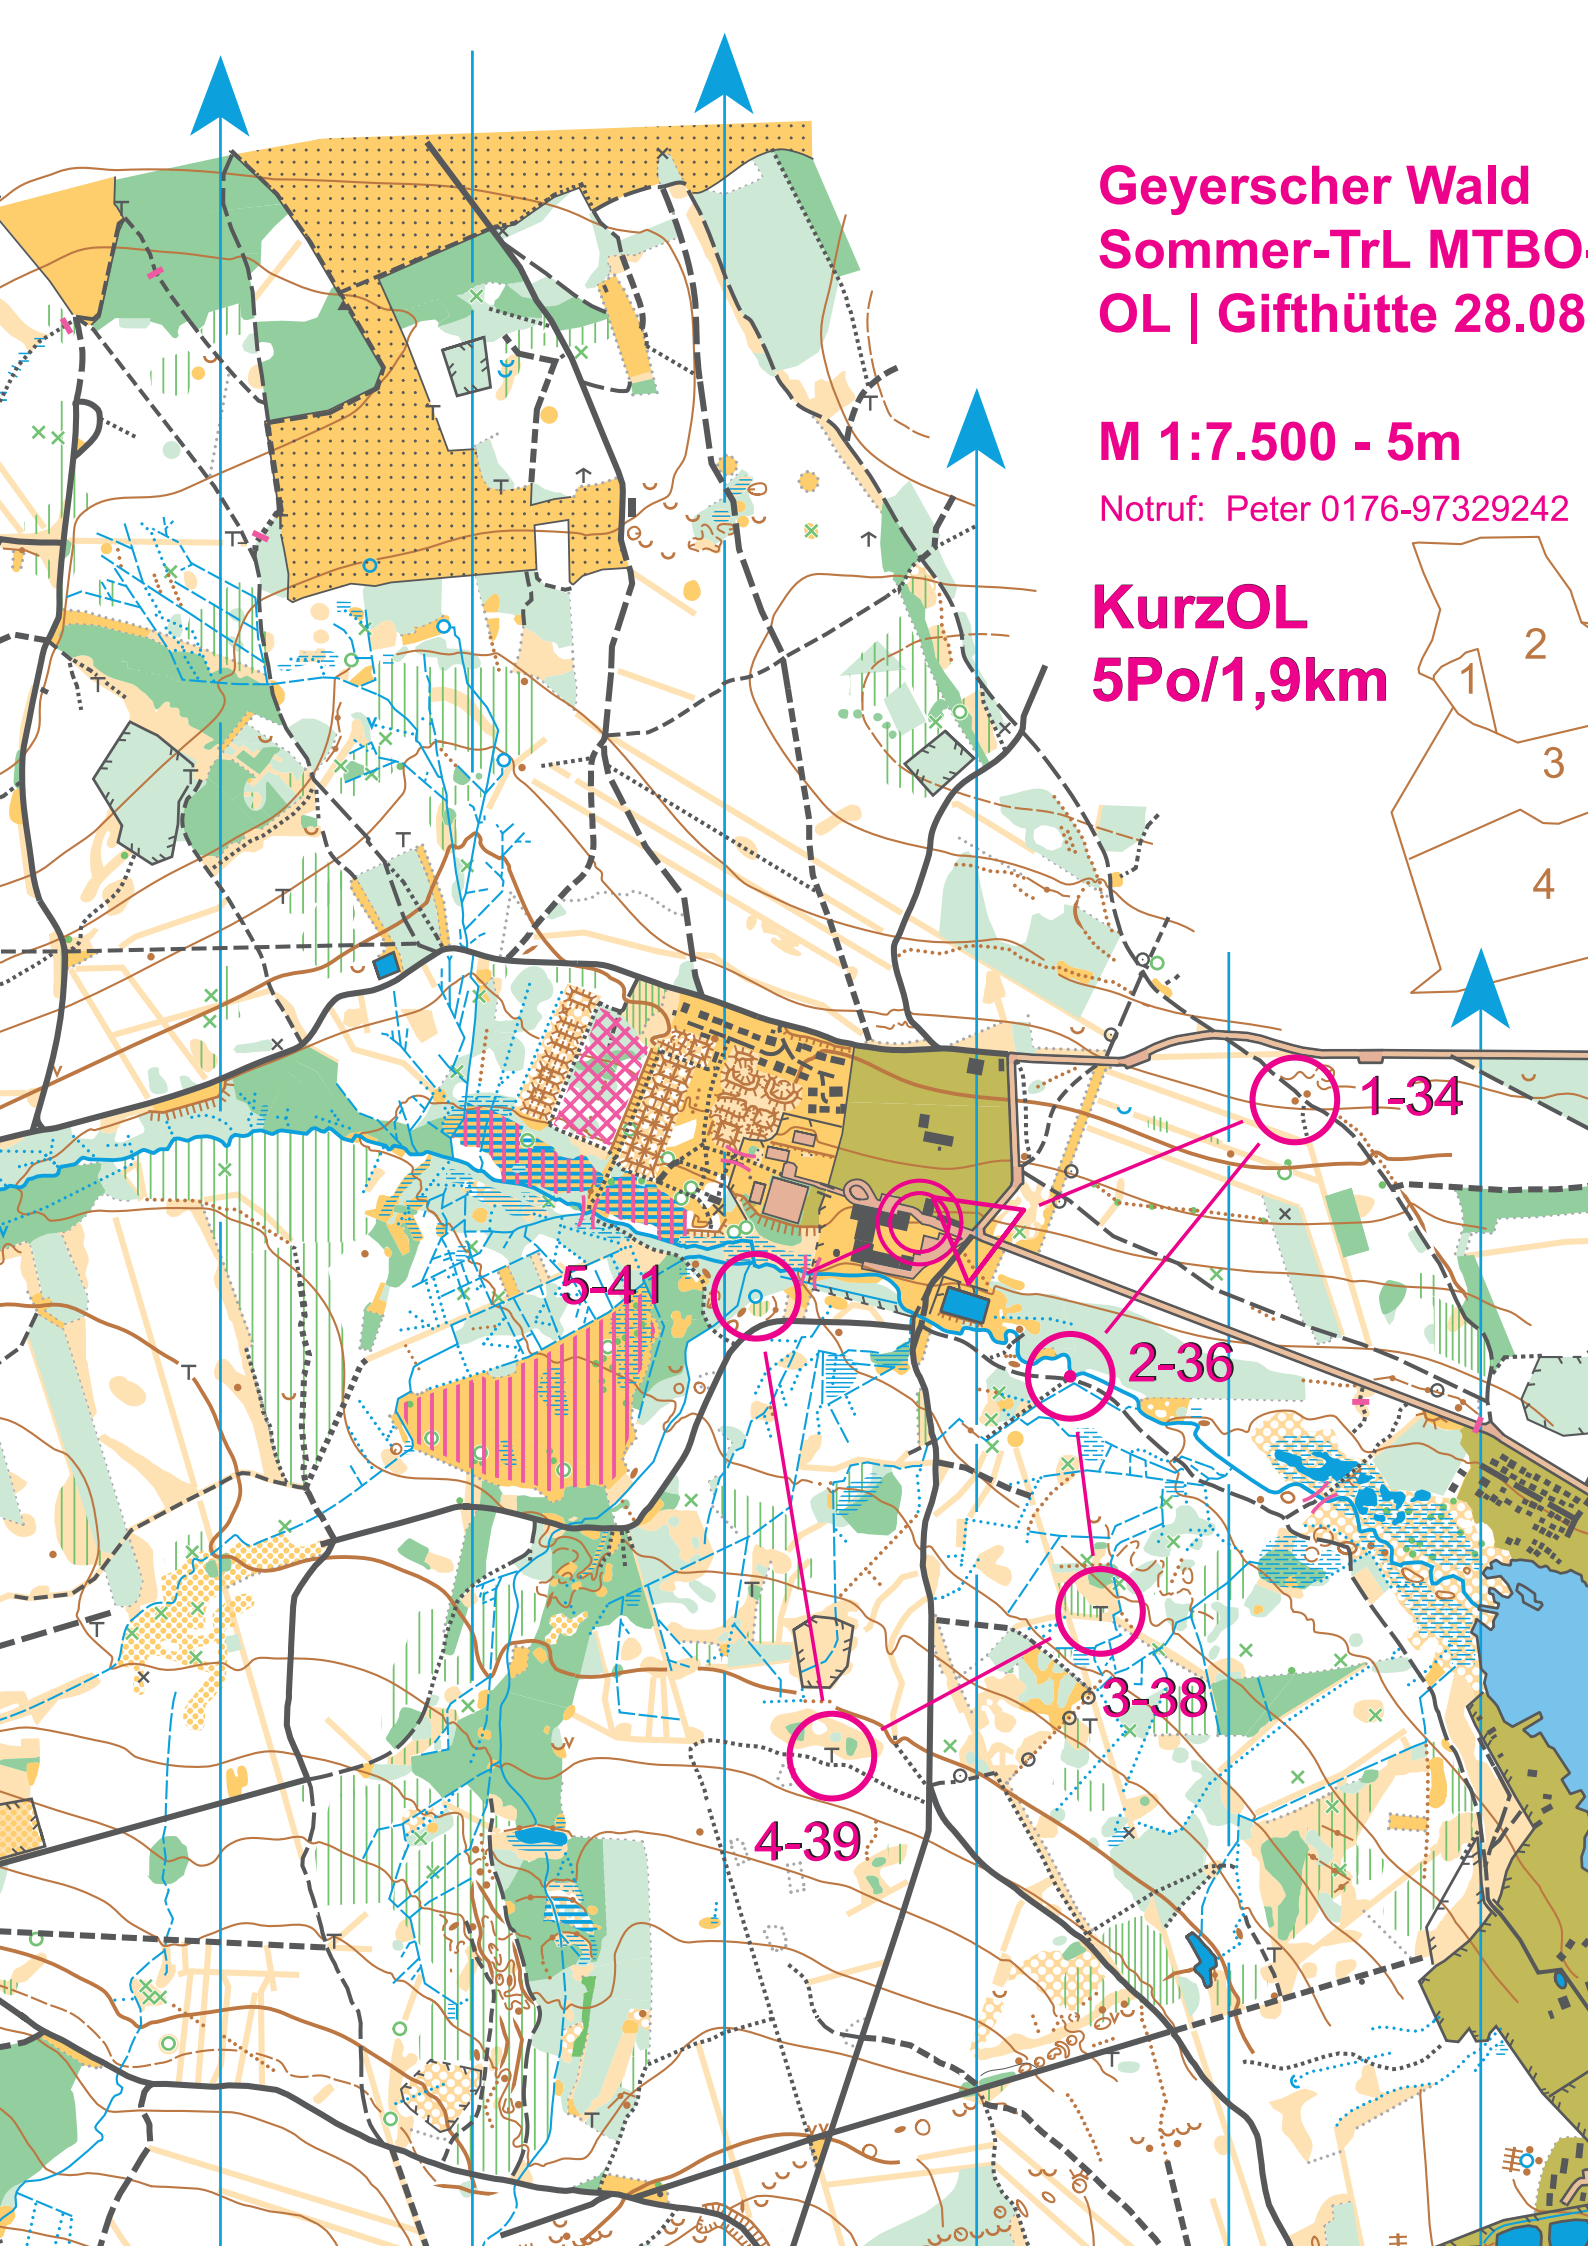 Geyerscher Wald
Sommer-TrL MTBO-
OL | Gifthütte 28.08
M 1:7.500 - 5m
Notruf: Peter 0176-97329242
KurzOL
5Po/1,9km
2
1
3
4
1-34
5-41
2-36
3-38
4-39